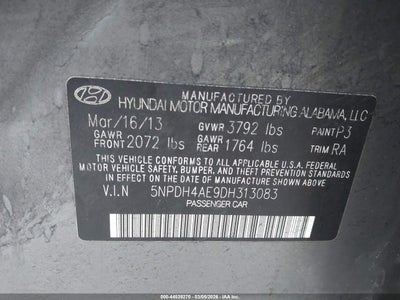 MANUFACTURED BY
HYUNDAI MOTOR MANUFACTURING ALABAMA, LLC
Mar/16/13 GVWR 3792 lbs PAINT P3
GAWR FRONT 2072 lbs GAWR REAR 1764 lbs TRIM RA
THIS VEHICLE CONFORMS TO ALL APPLICABLE U.S.A. FEDERAL
MOTOR VEHICLE SAFETY, BUMPER, AND THEFT PREVENTION
STANDARDS IN EFFECT ON THE DATE OF MANUFACTURE SHOWN ABOVE.
V.I.N 5NPDH4AE9DH313083
PASSENGER CAR